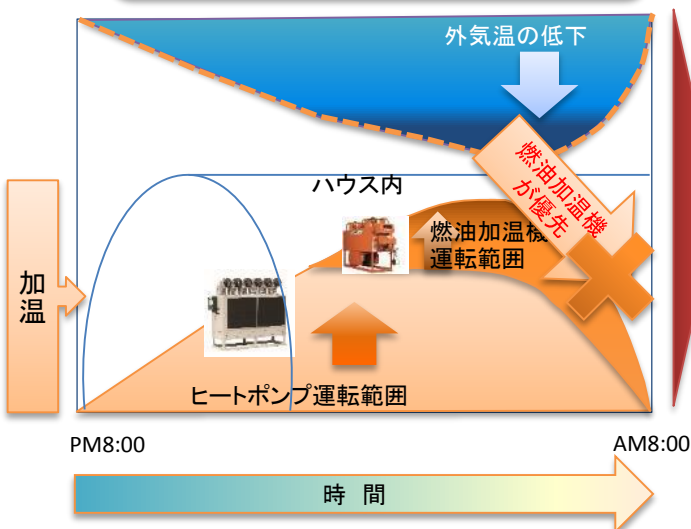 外気温の低下
燃油加温機
が優先
ハウス内
燃油加温機
運転範囲
加温
ヒートポンプ運転範囲
PM8:00
AM8:00
時間